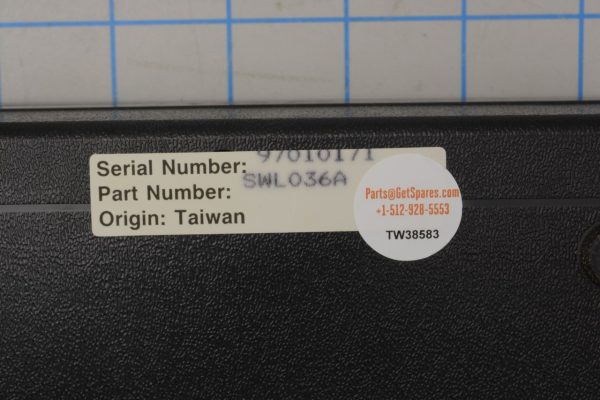 Serial Number: 97010171
Part Number: SWL036A
Origin: Taiwan
Parts@GetSpares.com
+1-512-928-5553
TW38583